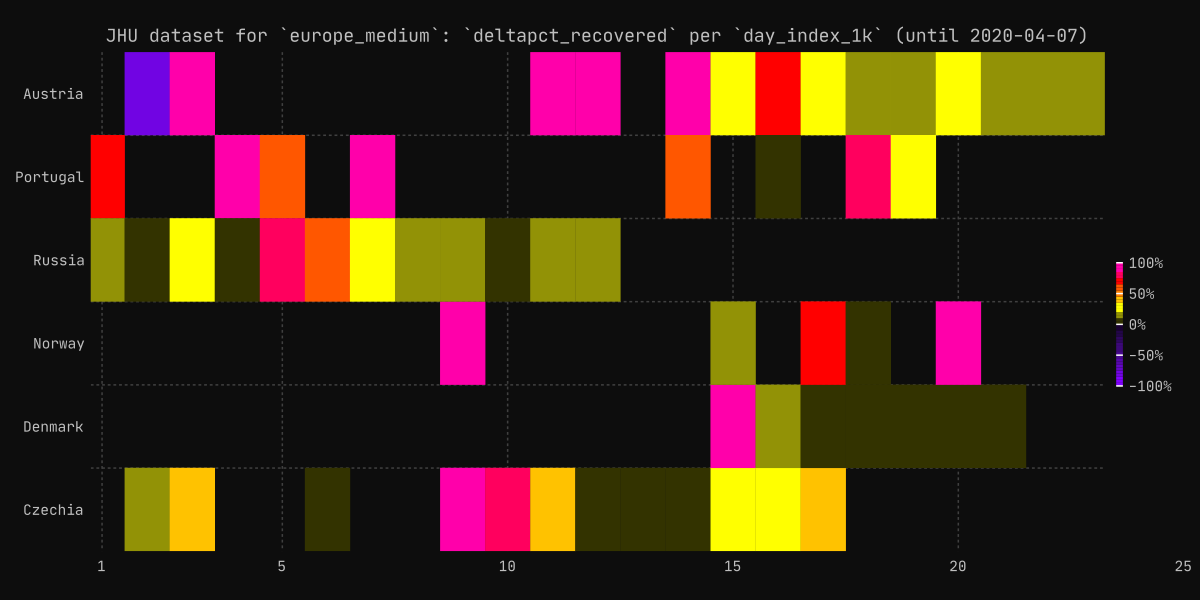 JHU dataset for `europe_medium`: `deltapct_recovered` per `day_index_1k` (until 2020-04-07)
Austria
Portugal
Russia
Norway
Denmark
Czechia
1 5 10 15 20 25
100%
50%
0%
−50%
−100%